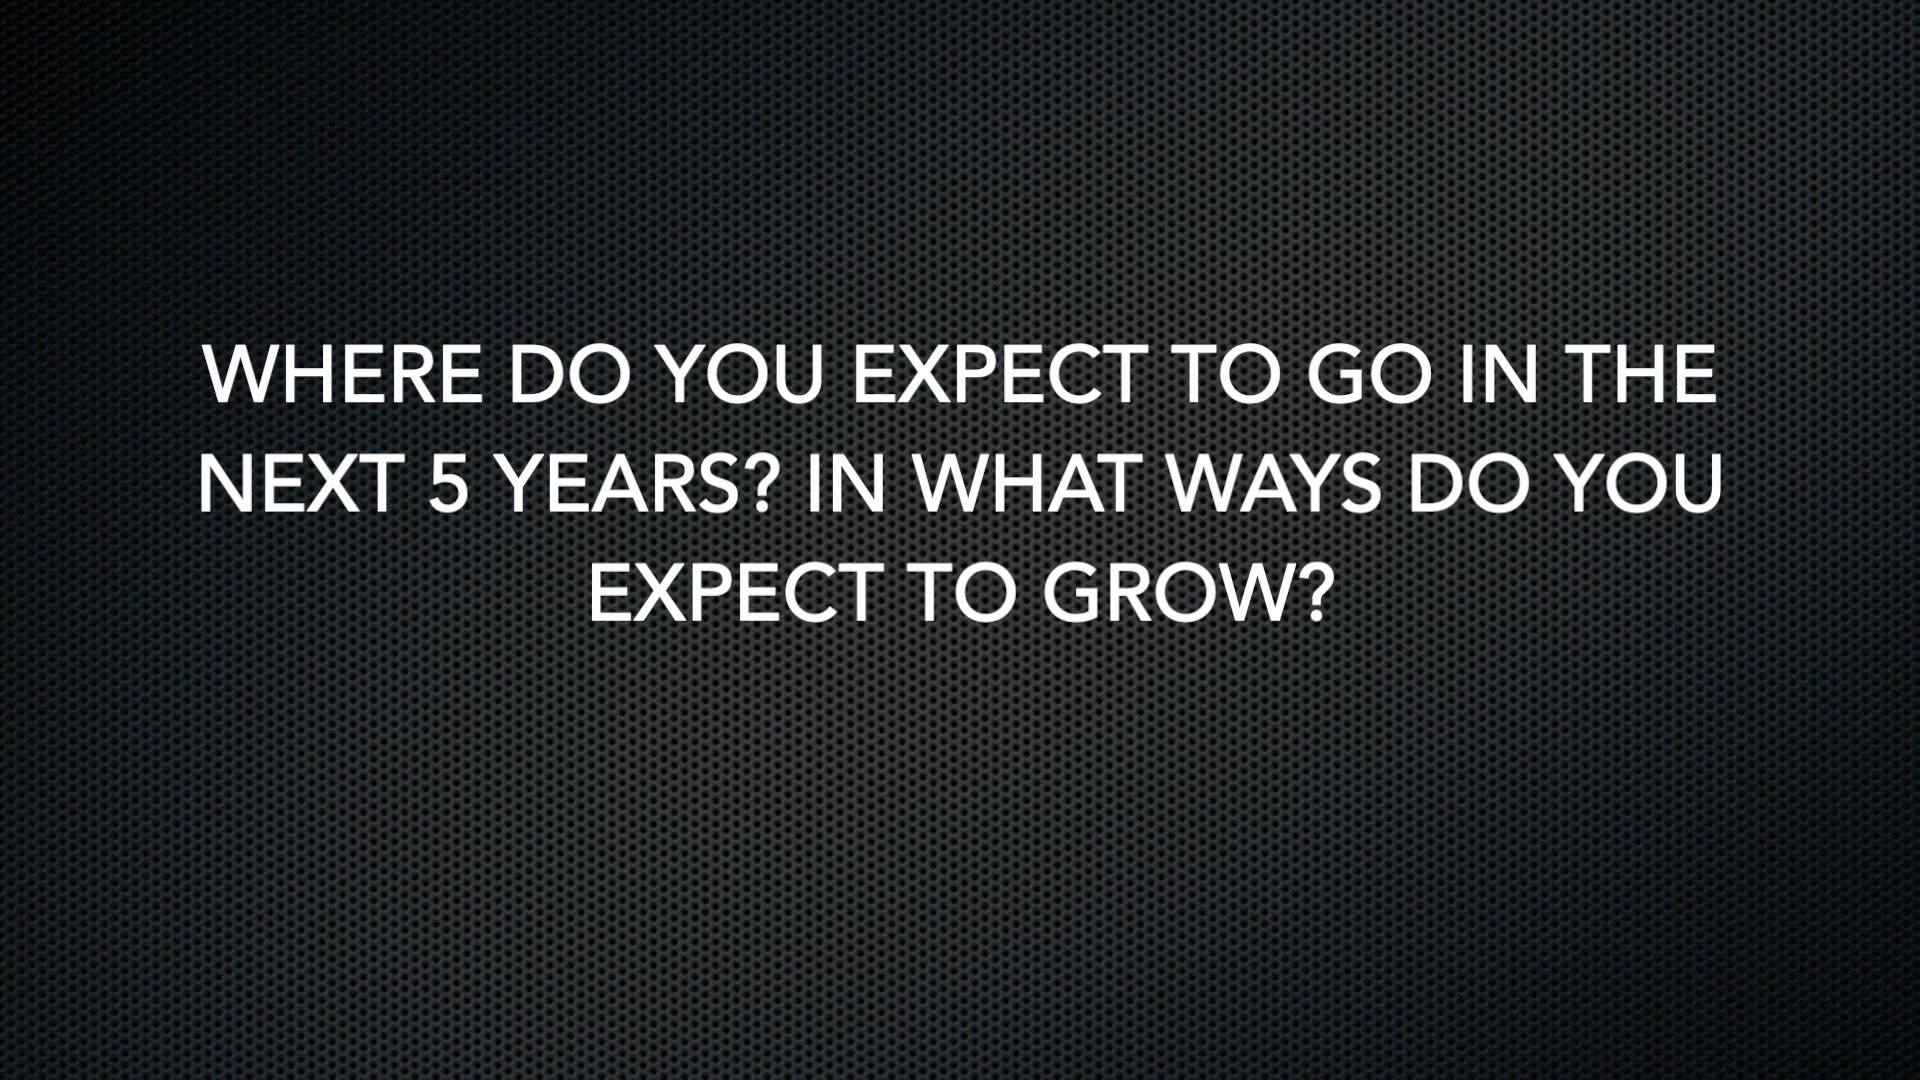 WHERE DO YOU EXPECT TO GO IN THE
NEXT 5 YEARS? IN WHAT WAYS DO YOU
EXPECT TO GROW?